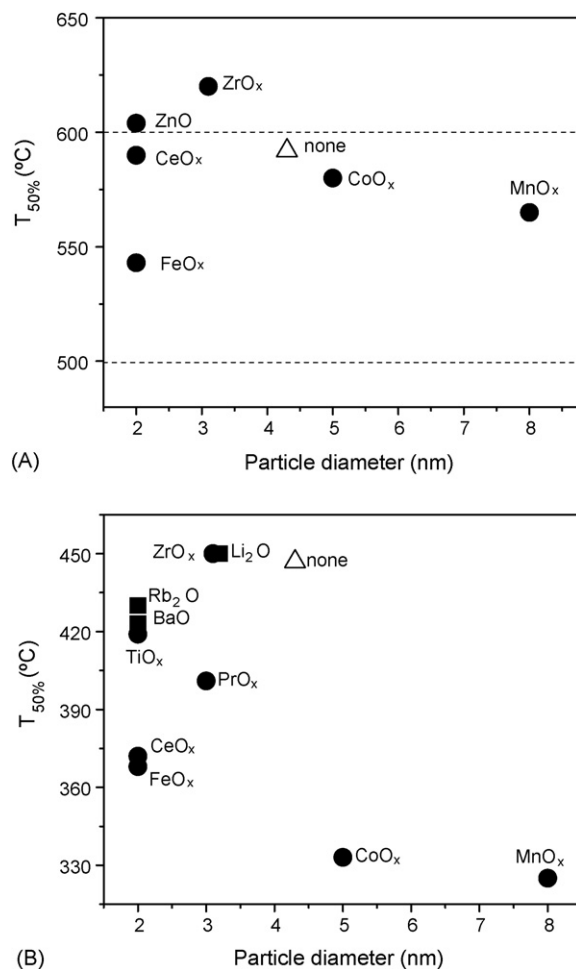 650
ZrOₓ
ZnO
600
CeOₓ
none
CoOₓ
MnOₓ
T50% (ºC)
550
FeOₓ
500
2 3 4 5 6 7 8
(A)
Particle diameter (nm)
450
ZrOₓ
Li₂O
none
Rb₂O
BaO
420
TiOₓ
PrOₓ
T50% (ºC)
390
CeOₓ
FeOₓ
360
330
CoOₓ
MnOₓ
2 3 4 5 6 7 8
(B)
Particle diameter (nm)